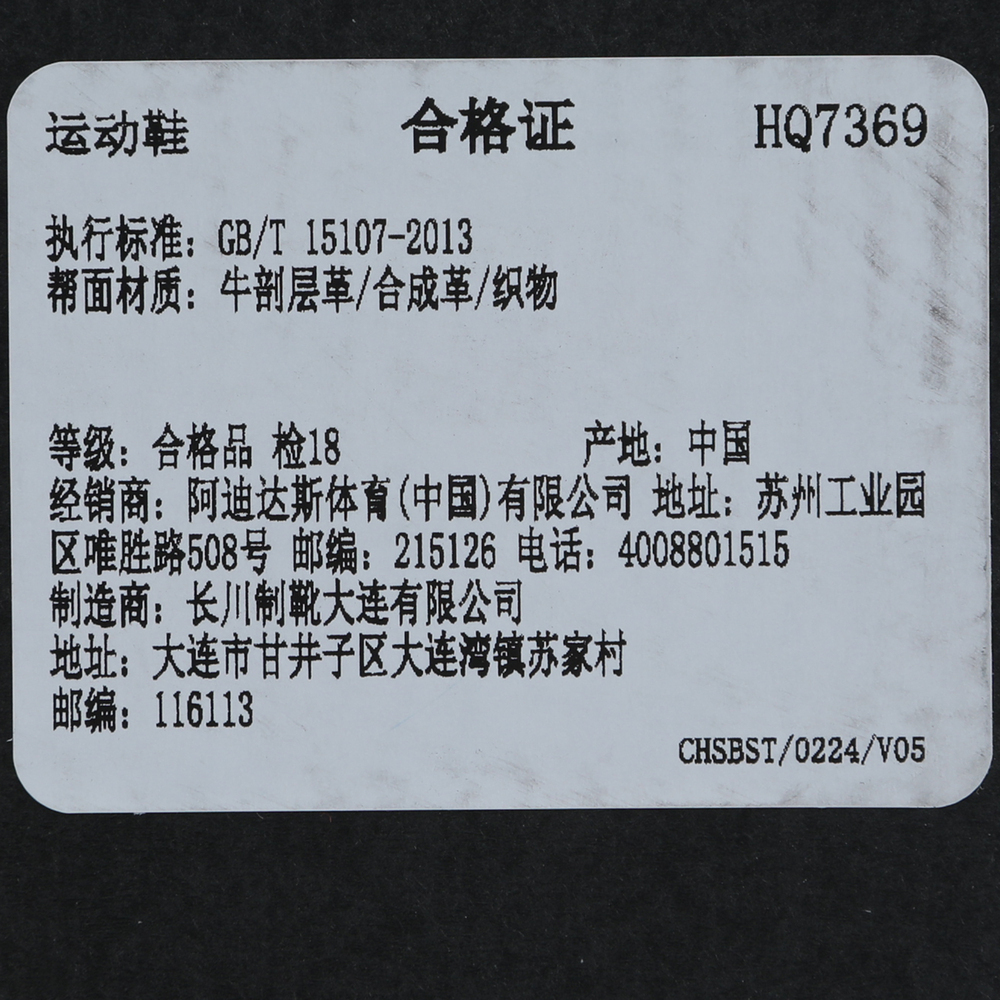 运动鞋 合格证 HQ7369
执行标准：GB/T 15107-2013
帮面材质：牛剖层革/合成革/织物
等级：合格品 检18 产地：中国
经销商：阿迪达斯体育(中国)有限公司 地址：苏州工业园
区唯胜路508号 邮编：215126 电话：4008801515
制造商：长川制靴大连有限公司
地址：大连市甘井子区大连湾镇苏家村
邮编：116113
CHSBST/0224/V05